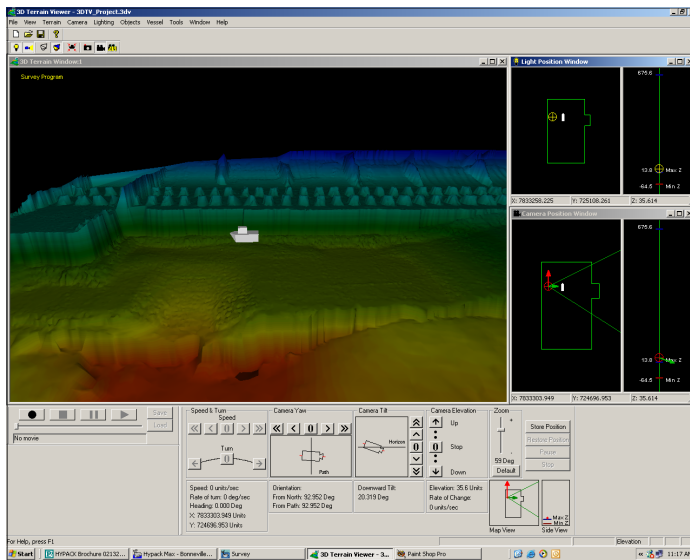 3D Terrain Viewer - 3DTV_Project.3dv
File View Terrain Camera Lighting Objects Vessel Tools Window Help
3D Terrain Window:1
Survey Program
Light Position Window
675.6
13.8 Max Z
-64.5 Min Z
X: 7833258.225 Y: 725108.261 Z: 35.614
Camera Position Window
675.6
13.8 Max Z
-64.5 Min Z
X: 7833303.949 Y: 724696.953 Z: 35.614
Save
Load
No movie
Speed & Turn
Speed
0
Turn
0
Speed: 0 units/sec
Rate of turn: 0 deg/sec
Heading: 0.000 Deg
X: 7833303.949 Units
Y: 724696.953 Units
Camera Yaw
0
Path
Orientation:
From North: 92.952 Deg
From Path: 92.952 Deg
Camera Tilt
Horizon
0
Downward Tilt:
20.319 Deg
Camera Elevation
Up
0 Stop
Down
Elevation: 35.6 Units
Rate of Change:
0 units/sec
Zoom
+
-
59 Deg
Default
Store Position
Restore Position
Pause
Stop
Max Z
Min Z
Map View Side View
For Help, press F1
Elevation
Start HYPACK Brochure 02132... Hypack Max - Bonneville... Survey 3D Terrain Viewer - 3... Paint Shop Pro 11:17 AM